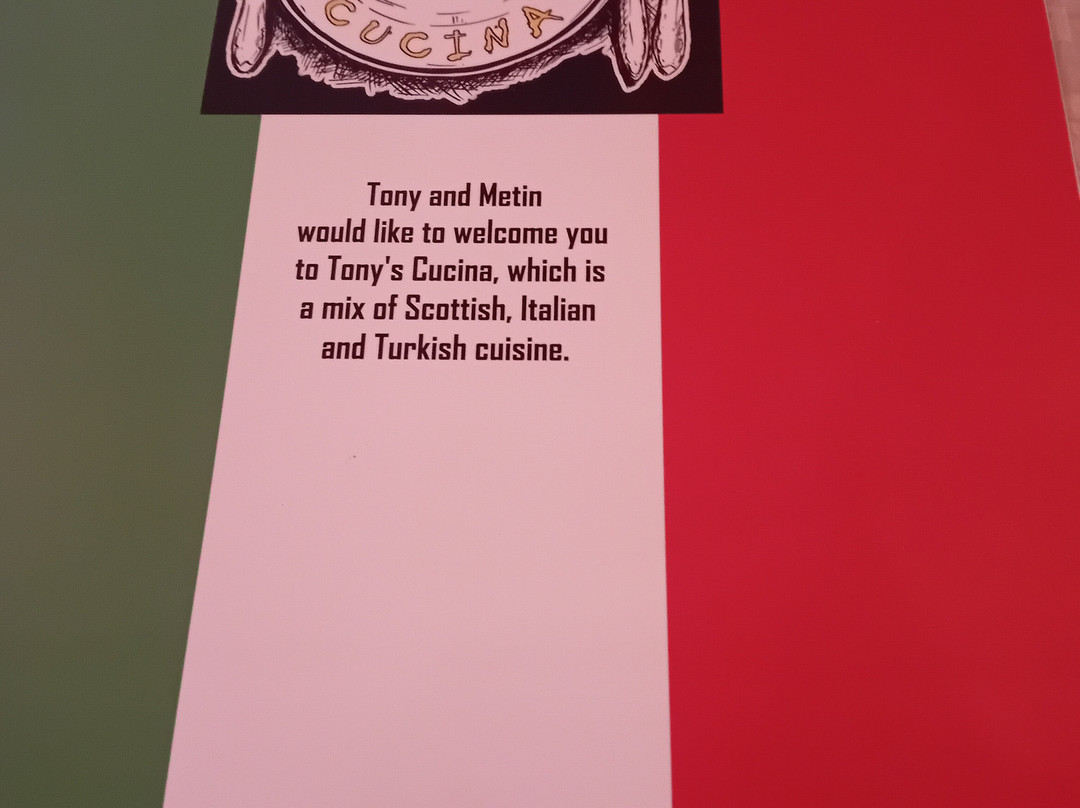 CUCINA
Tony and Metin
would like to welcome you
to Tony's Cucina, which is
a mix of Scottish, Italian
and Turkish cuisine.